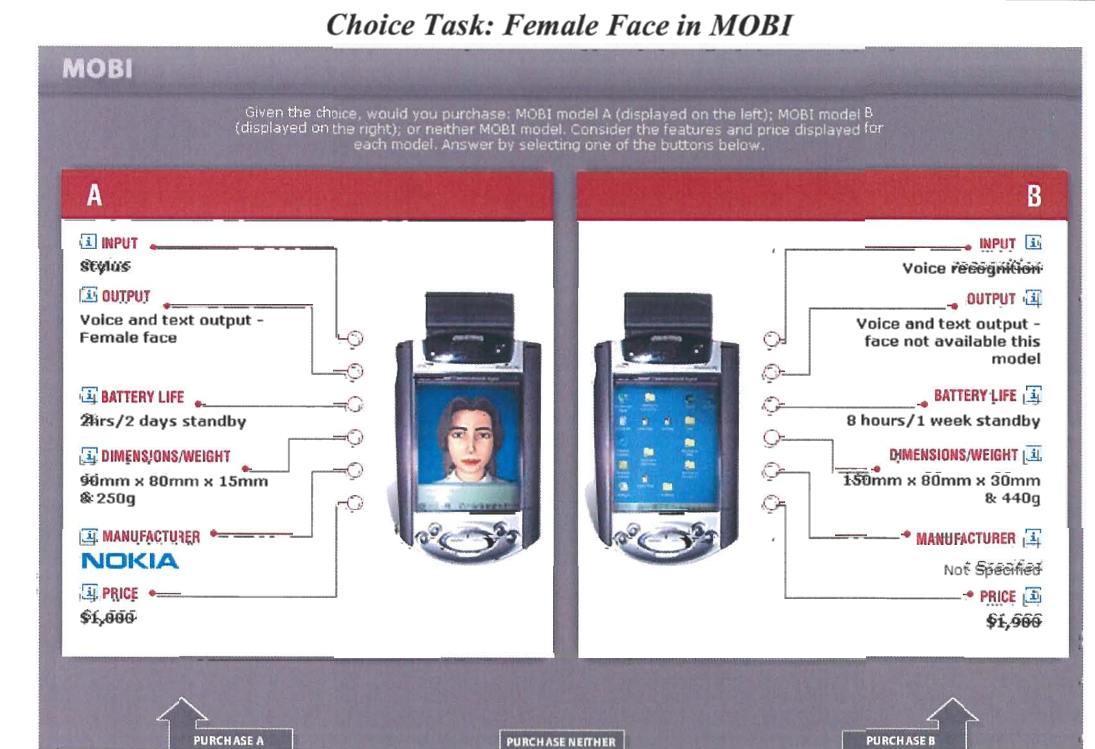 Choice Task: Female Face in MOBI
MOBI
Given the choice, would you purchase: MOBI model A (displayed on the left); MOBI model B
(displayed on the right); or neither MOBI model. Consider the features and price displayed for
each model. Answer by selecting one of the buttons below.
A
INPUT
Stylus
OUTPUT
Voice and text output -
Female face
BATTERY LIFE
2hrs/2 days standby
DIMENSIONS/WEIGHT
90mm x 80mm x 15mm
& 250g
MANUFACTURER
NOKIA
PRICE
$1,000
B
INPUT
Voice recognition
OUTPUT
Voice and text output -
face not available this
model
BATTERY LIFE
8 hours/1 week standby
DIMENSIONS/WEIGHT
150mm x 80mm x 30mm
& 440g
MANUFACTURER
Not Specified
PRICE
$1,900
PURCHASE A
PURCHASE NEITHER
PURCHASE B